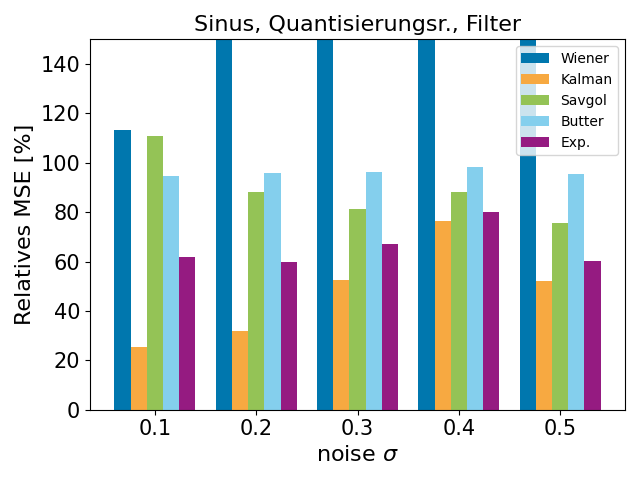 Sinus, Quantisierungsr., Filter
Relatives MSE [%]
140
120
100
80
60
40
20
0
Wiener
Kalman
Savgol
Butter
Exp.
0.1 0.2 0.3 0.4 0.5
noise σ